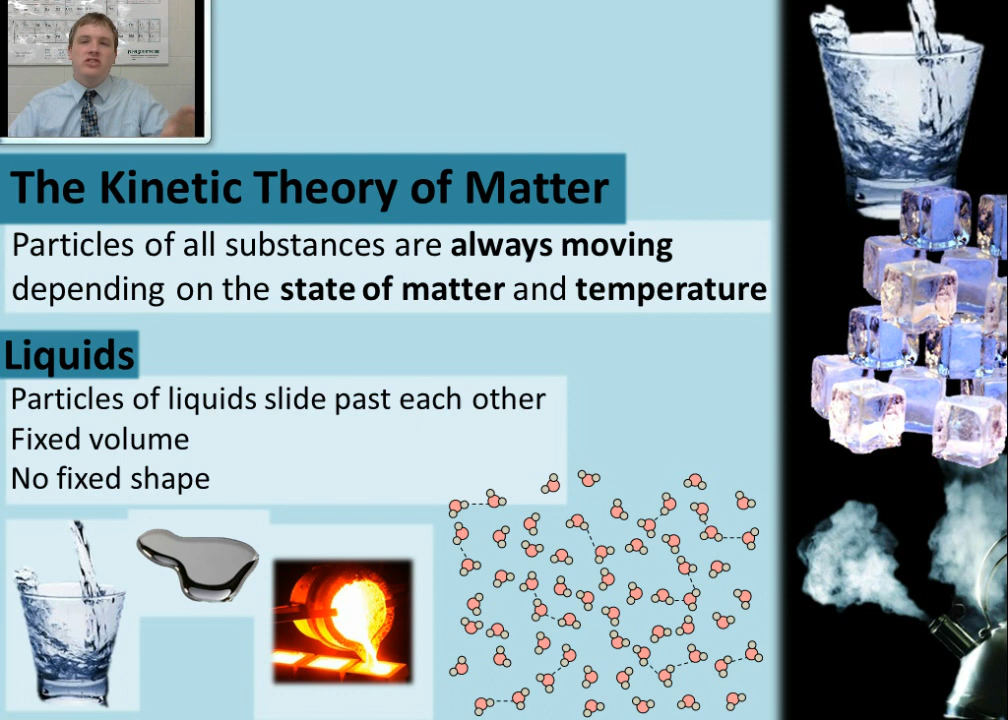 The Kinetic Theory of Matter
Particles of all substances are always moving
depending on the state of matter and temperature
Liquids
Particles of liquids slide past each other
Fixed volume
No fixed shape